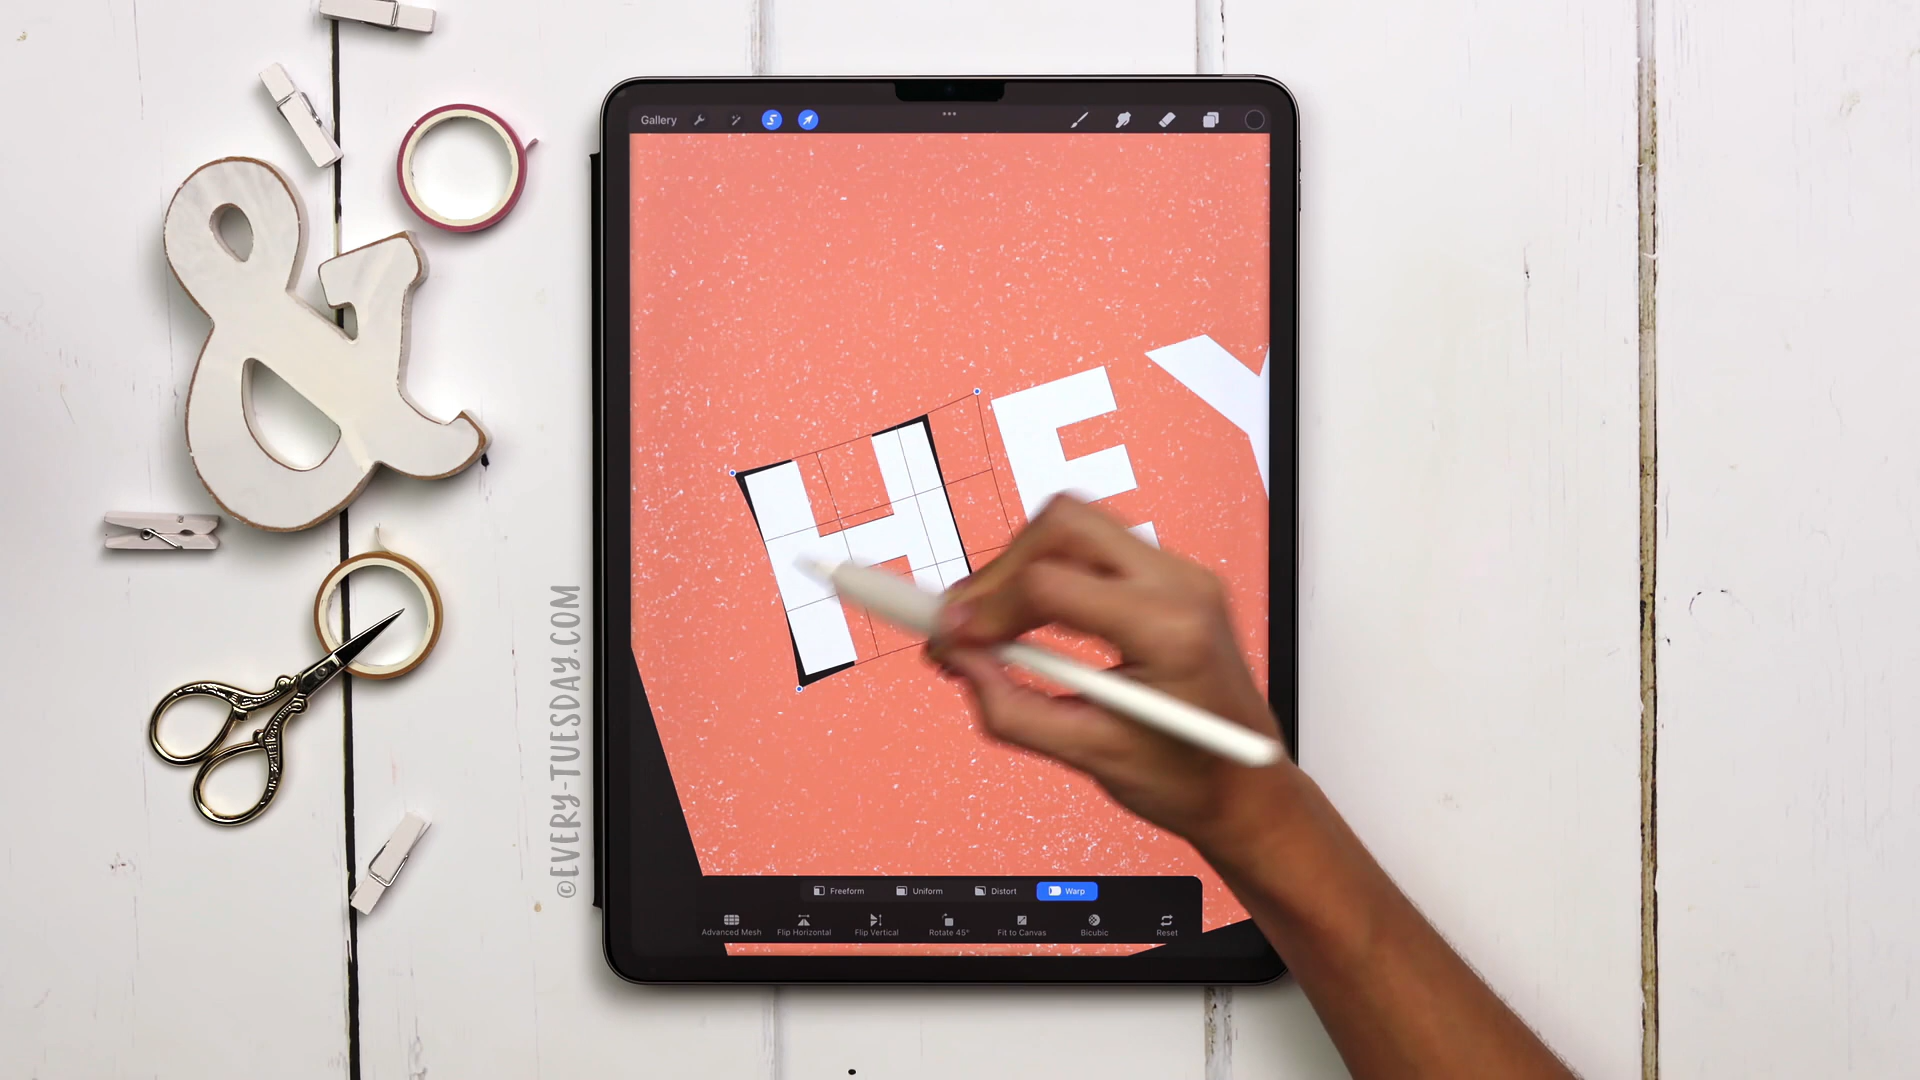 &
Gallery
HEY
©EVERY-TUESDAY.COM
Freeform Uniform Distort Warp
Advanced Mesh Flip Horizontal Flip Vertical Rotate 45° Fit to Canvas Bicubic Reset